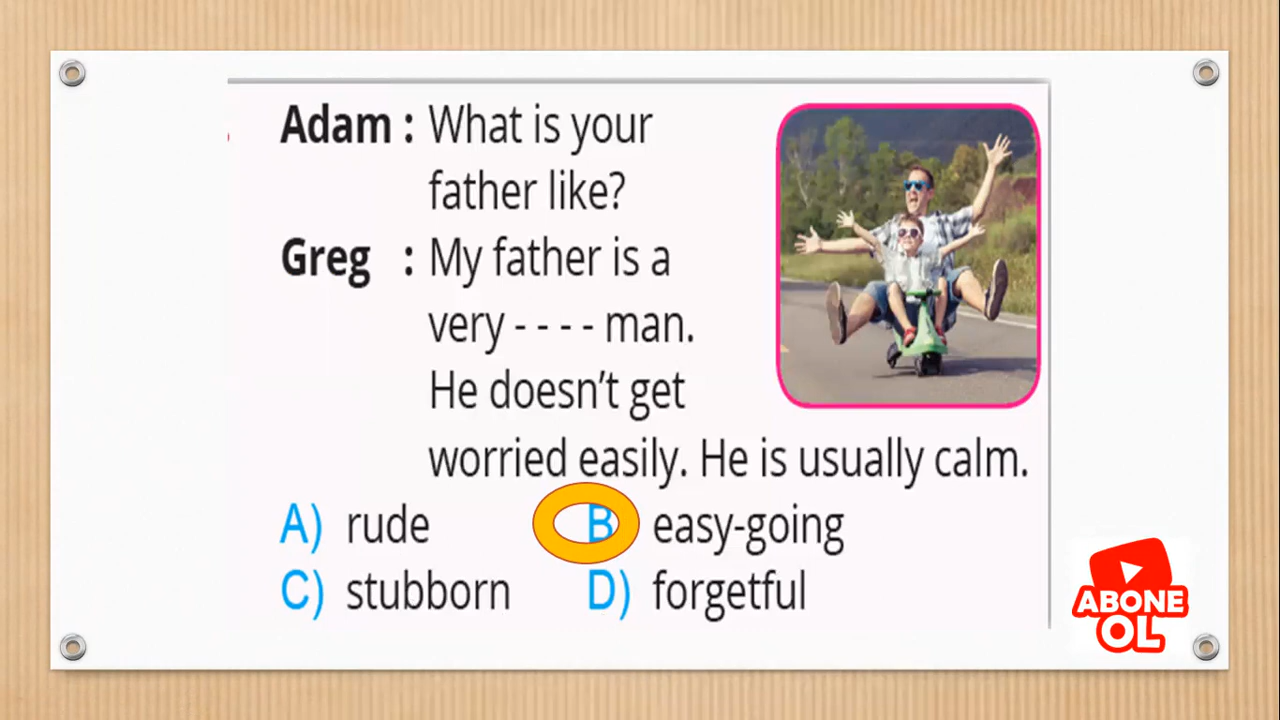 Adam : What is your
father like?
Greg : My father is a
very - - - - man.
He doesn't get
worried easily. He is usually calm.
A) rude B easy-going
C) stubborn D) forgetful
ABONE
OL